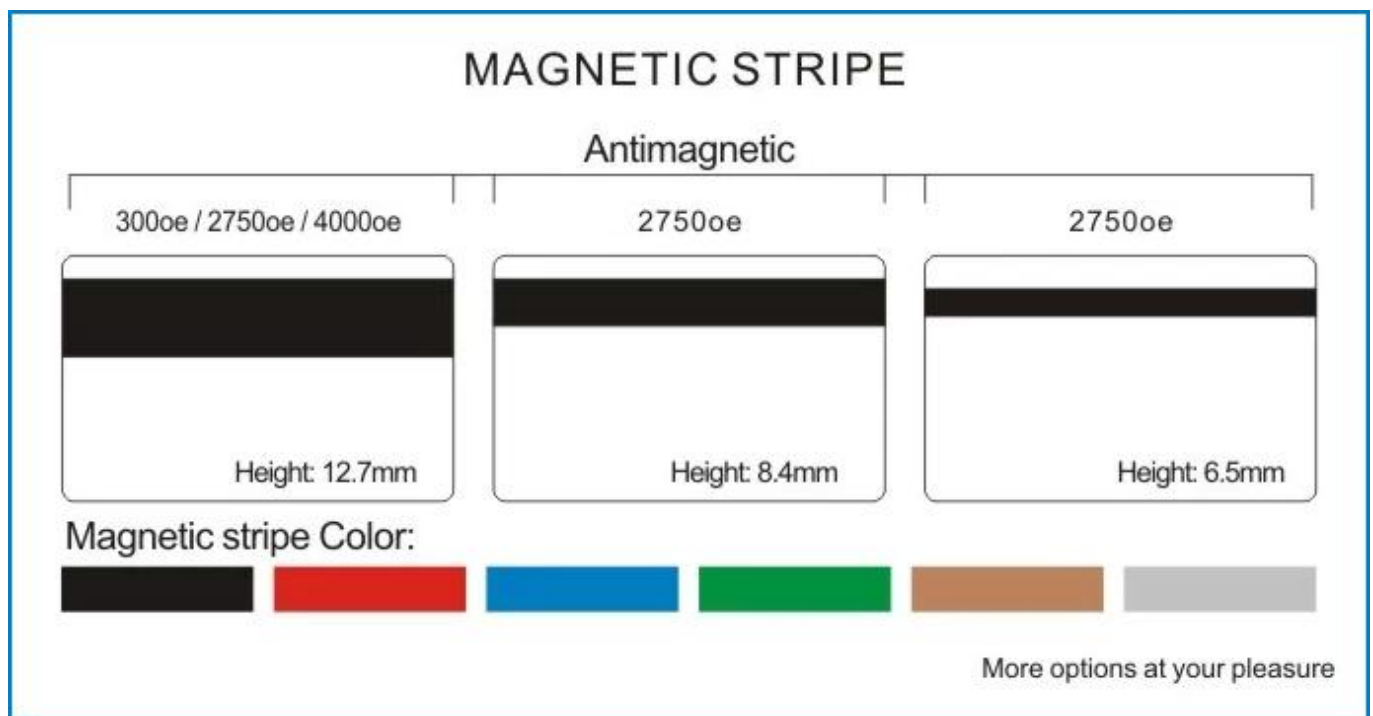 MAGNETIC STRIPE
Antimagnetic
300oe / 2750oe / 4000oe
2750oe
2750oe
Height: 12.7mm
Height: 8.4mm
Height: 6.5mm
Magnetic stripe Color:
More options at your pleasure